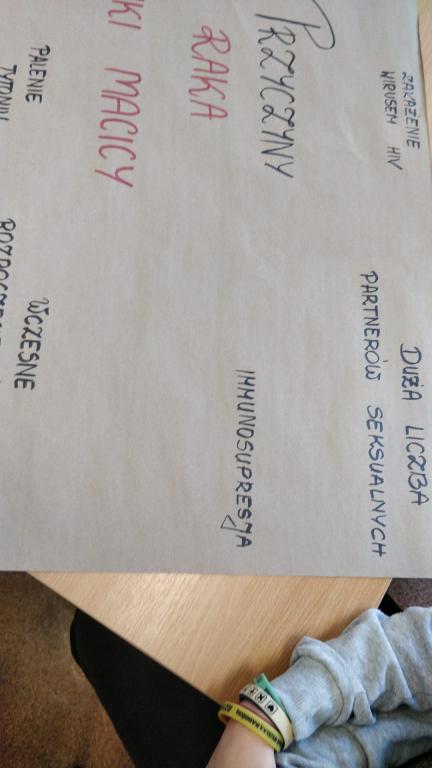 ZAKAŻENIE
WIRUSEM HIV
PRZYCZYNY
RAKA
KI MACICY
DUŻA LICZBA
PARTNERÓW SEKSUALNYCH
IMMUNOSUPRESJA
PALENIE
WCZESNE